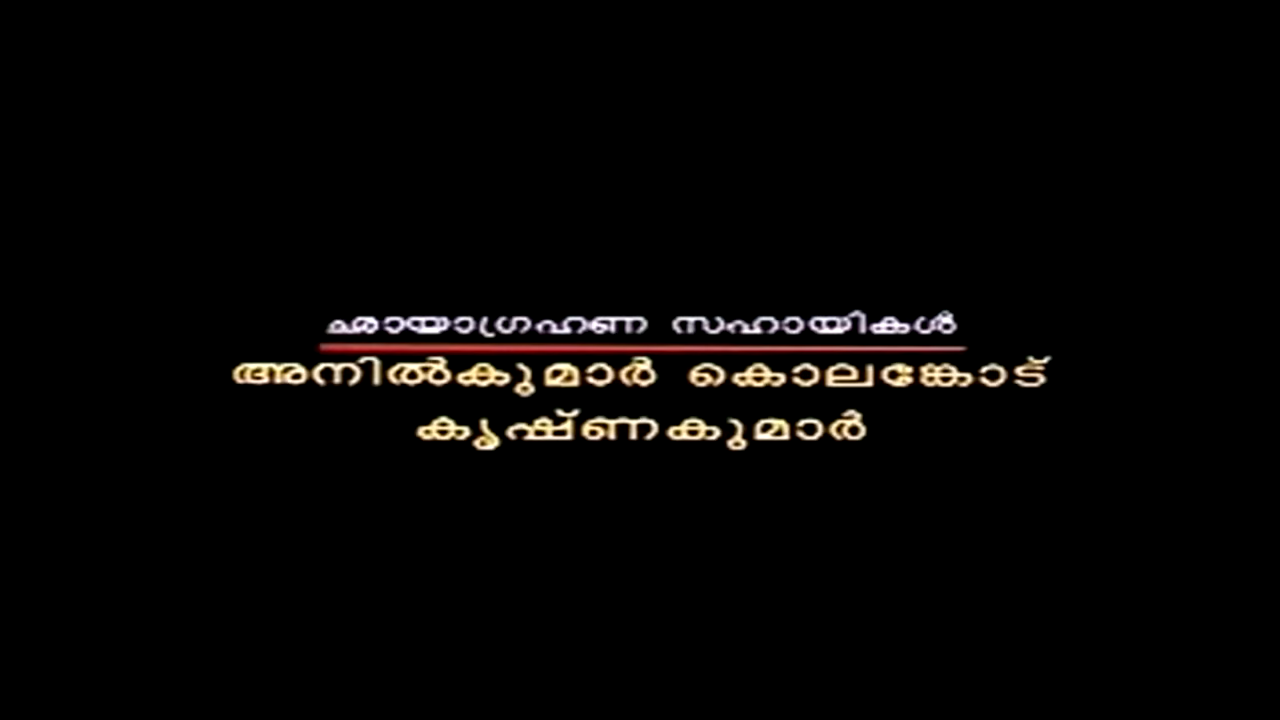 ഛായാഗ്രഹണ സഹായികൾ
അനിൽകുമാർ കൊലങ്കോട്
കൃഷ്ണകുമാർ